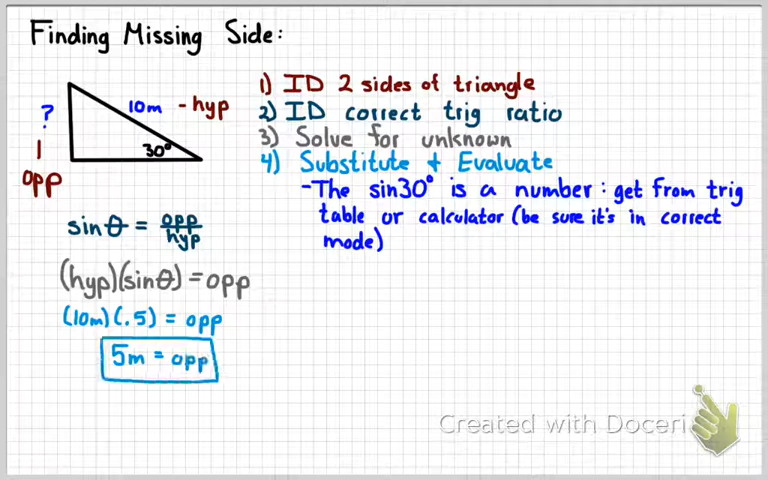 Finding Missing Side:
?
10m
- hyp
30°
opp
1) ID 2 sides of triangle
2) ID correct trig ratio
3) Solve for unknown
4) Substitute + Evaluate
- The sin30° is a number: get from trig
table or calculator (be sure it's in correct
mode)
sinθ = opp/hyp
(hyp)(sinθ) = opp
(10m)(.5) = opp
5m = opp
Created with Doceri